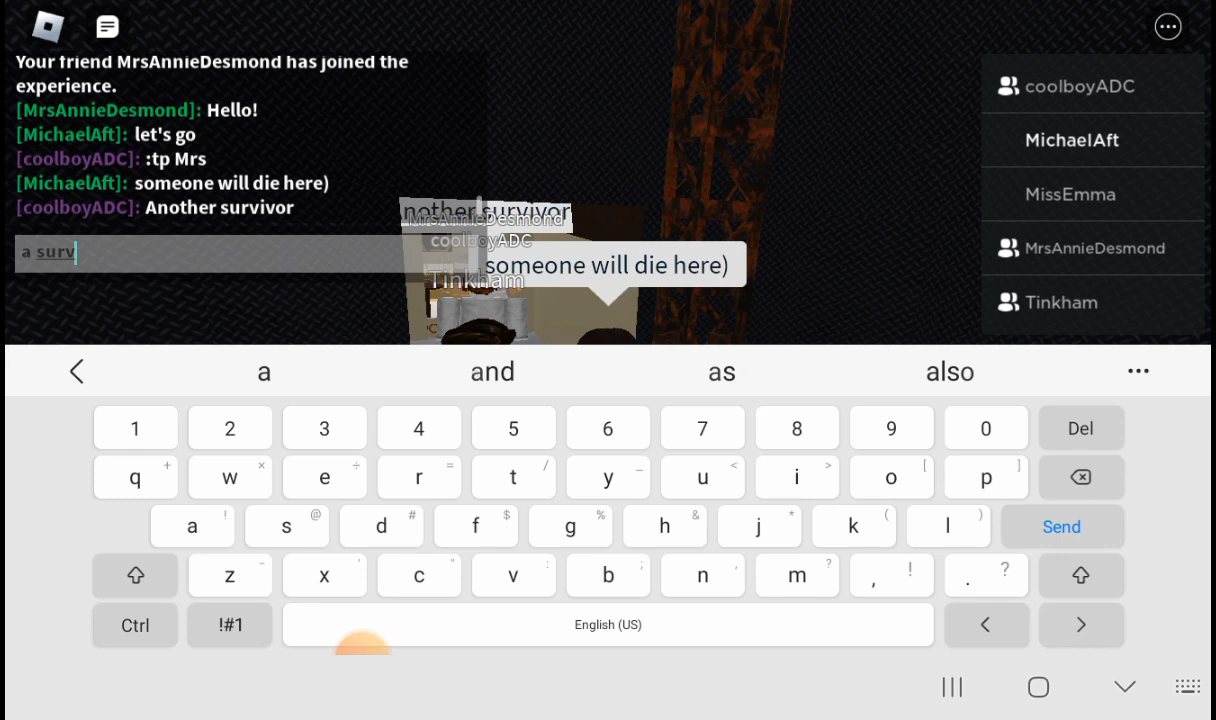 Your friend MrsAnnieDesmond has joined the
experience.
[MrsAnnieDesmond]: Hello!
[MichaelAft]: let's go
[coolboyADC]: :tp Mrs
[MichaelAft]: someone will die here)
[coolboyADC]: Another survivor
a surv
nother survivor
MrsAnnieDesmond
coolboyADC
someone will die here)
Tinkham
coolboyADC
MichaelAft
MissEmma
MrsAnnieDesmond
Tinkham
a and as also
1 2 3 4 5 6 7 8 9 0 Del
q + w × e ÷ r = t / y _ u < i > o [ p ]
a ! s @ d # f $ g % h & j * k ( l ) Send
z - x ' c " v : b ; n , m ? , ! . ?
Ctrl !#1 English (US) < >